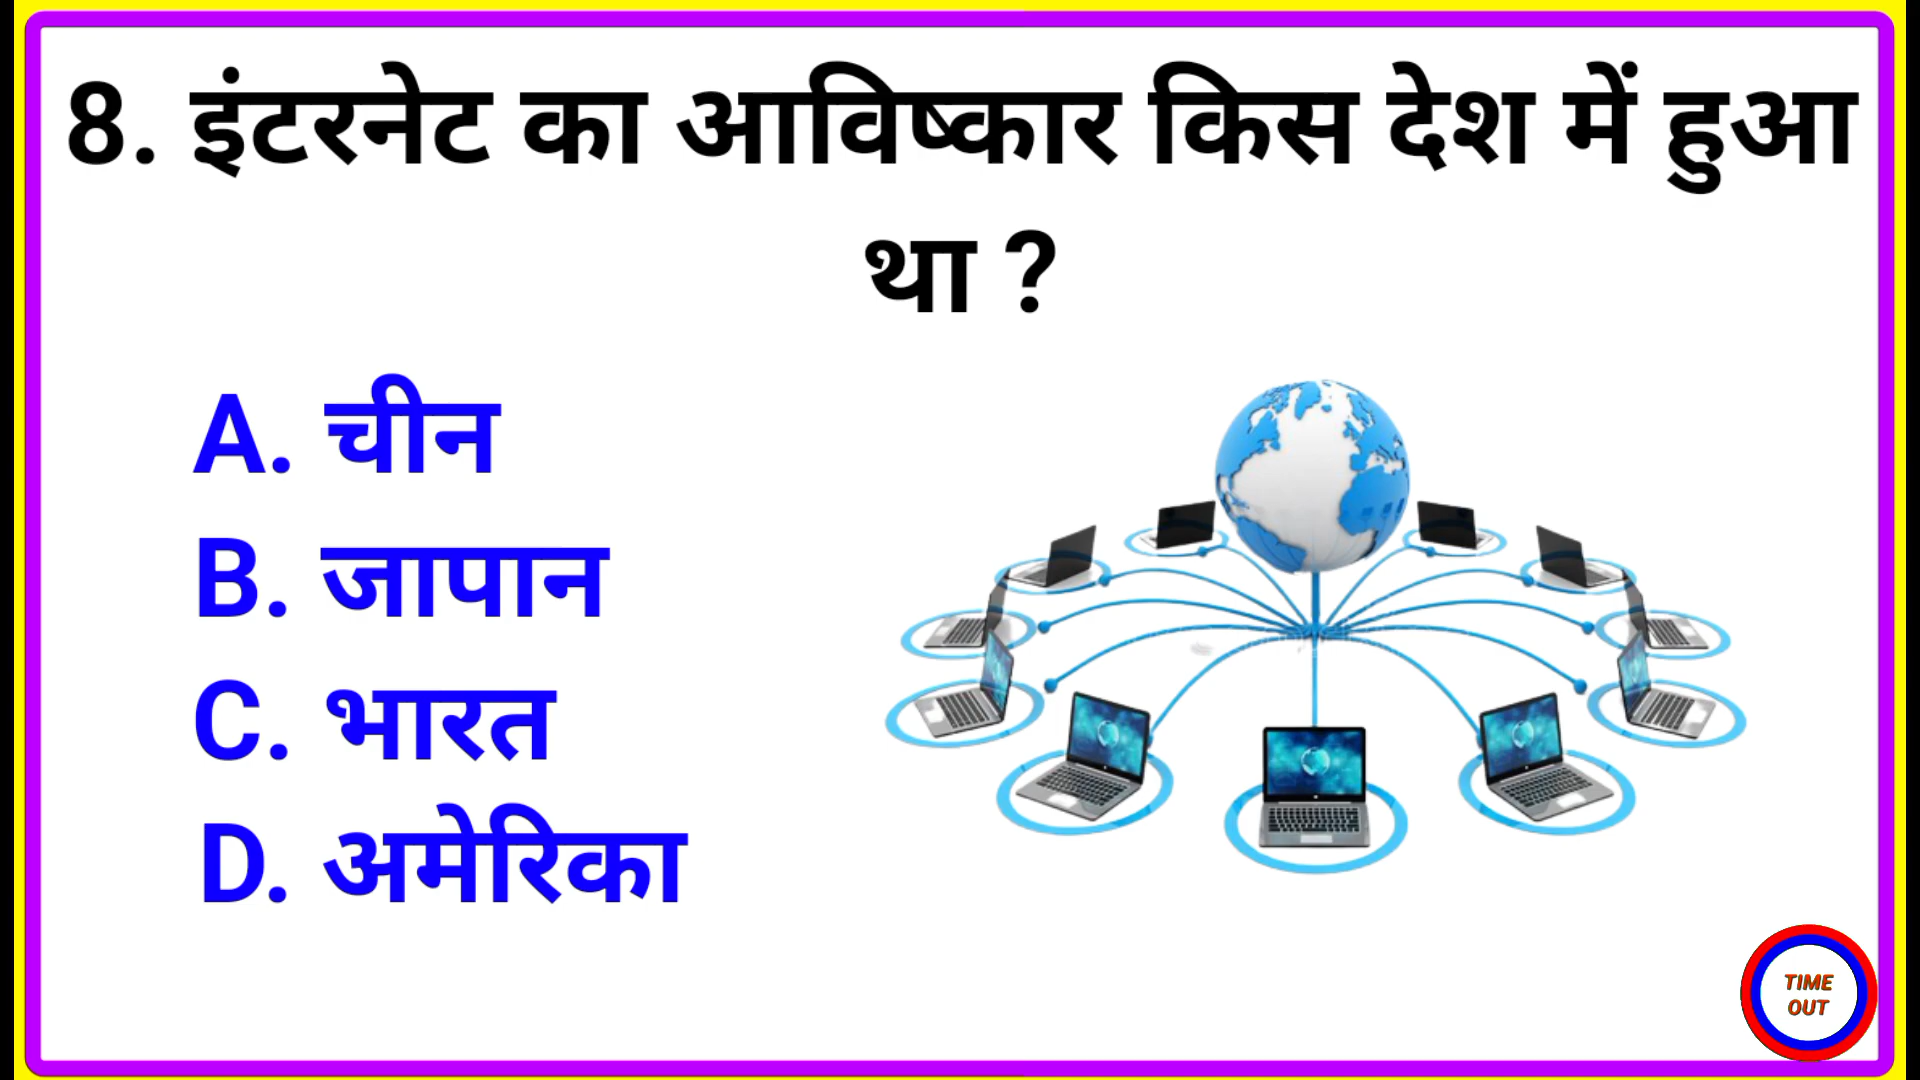 8. इंटरनेट का आविष्कार किस देश में हुआ
था ?
A. चीन
B. जापान
C. भारत
D. अमेरिका
TIME
OUT